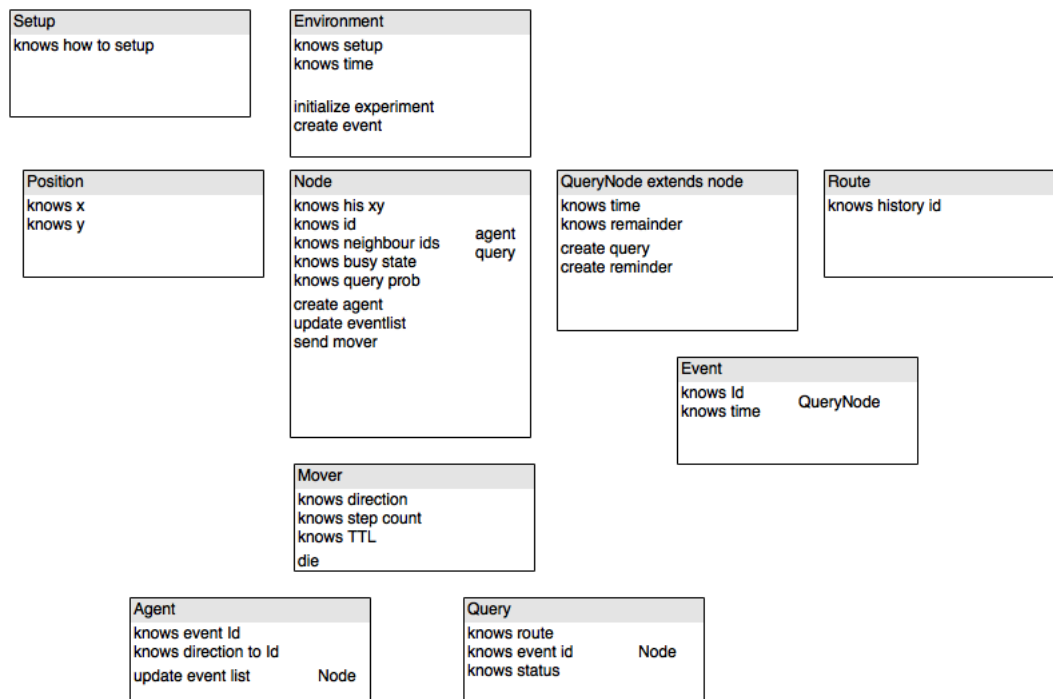 Setup
knows how to setup
Environment
knows setup
knows time
initialize experiment
create event
Position
knows x
knows y
Node
knows his xy
knows id
knows neighbour ids
knows busy state
knows query prob
agent
query
create agent
update eventlist
send mover
QueryNode extends node
knows time
knows remainder
create query
create reminder
Route
knows history id
Event
knows Id
knows time
QueryNode
Mover
knows direction
knows step count
knows TTL
die
Agent
knows event Id
knows direction to Id
update event list
Node
Query
knows route
knows event id
knows status
Node